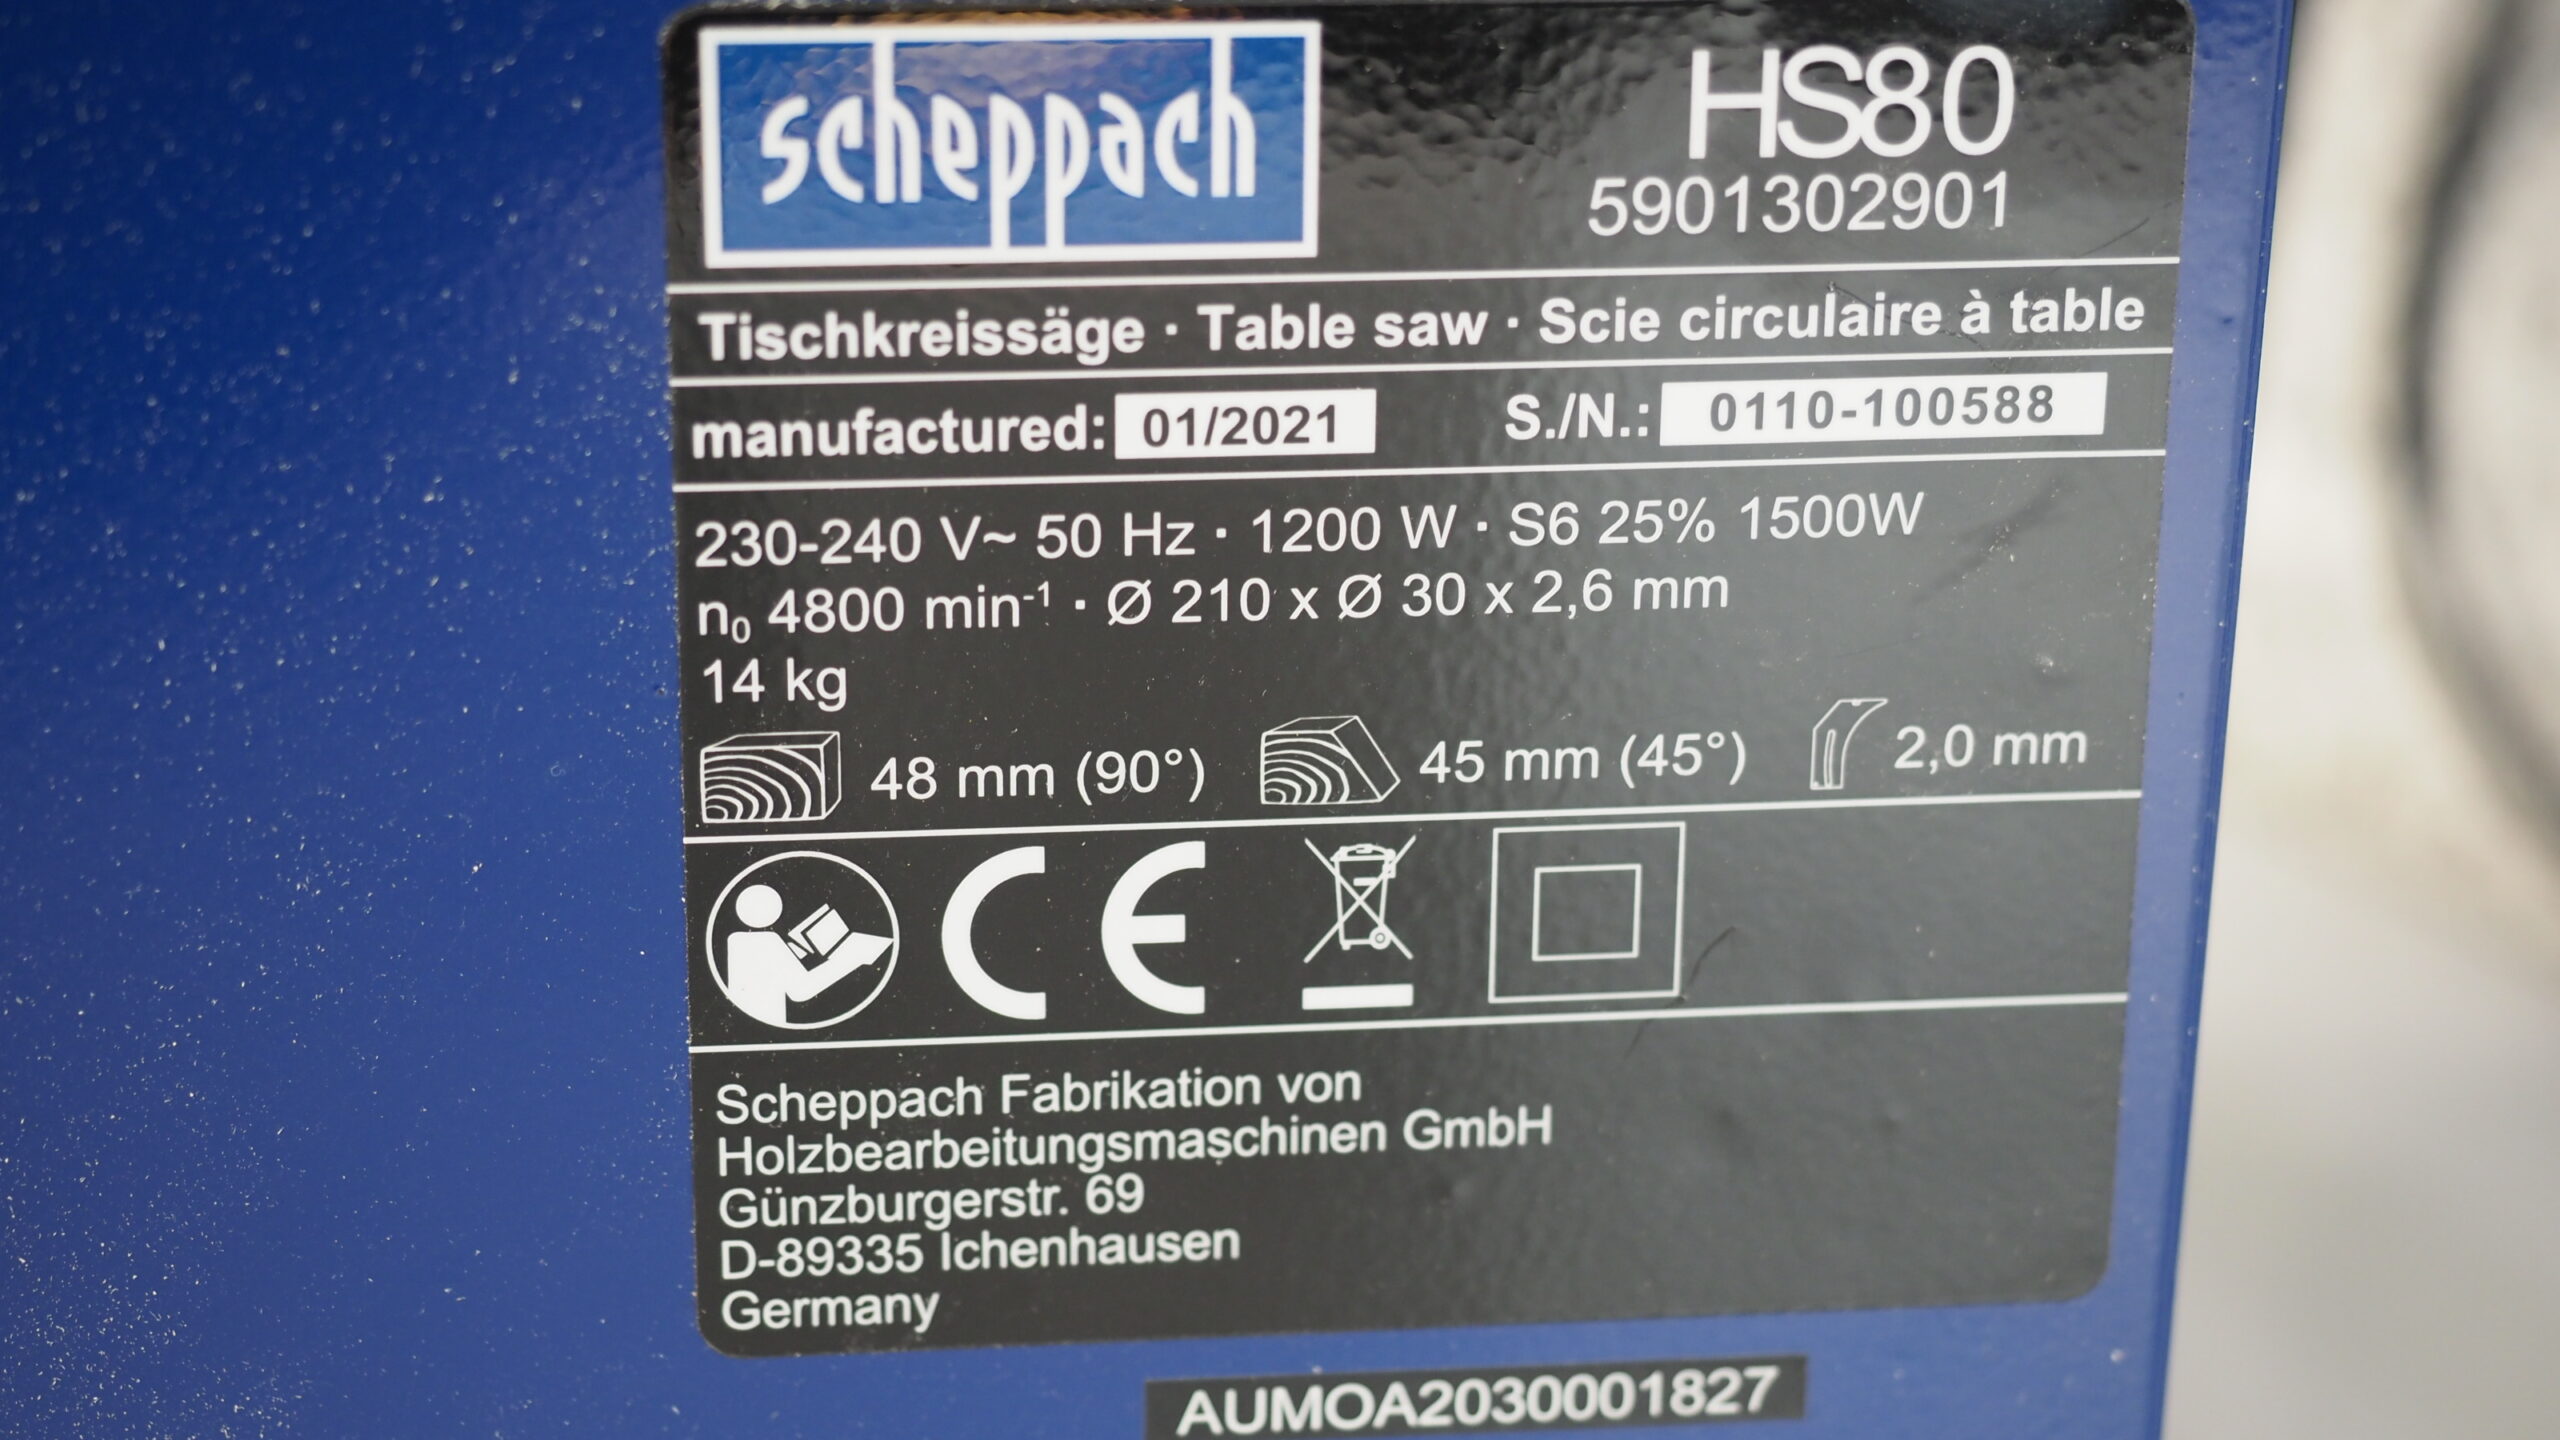 scheppach
HS80
5901302901
Tischkreissäge · Table saw · Scie circulaire à table
manufactured: 01/2021 S./N.: 0110-100588
230-240 V~ 50 Hz · 1200 W · S6 25% 1500W
n₀ 4800 min⁻¹ · Ø 210 x Ø 30 x 2,6 mm
14 kg
48 mm (90°) 45 mm (45°) 2,0 mm
CE
Scheppach Fabrikation von
Holzbearbeitungsmaschinen GmbH
Günzburgerstr. 69
D-89335 Ichenhausen
Germany
AUMOA2030001827